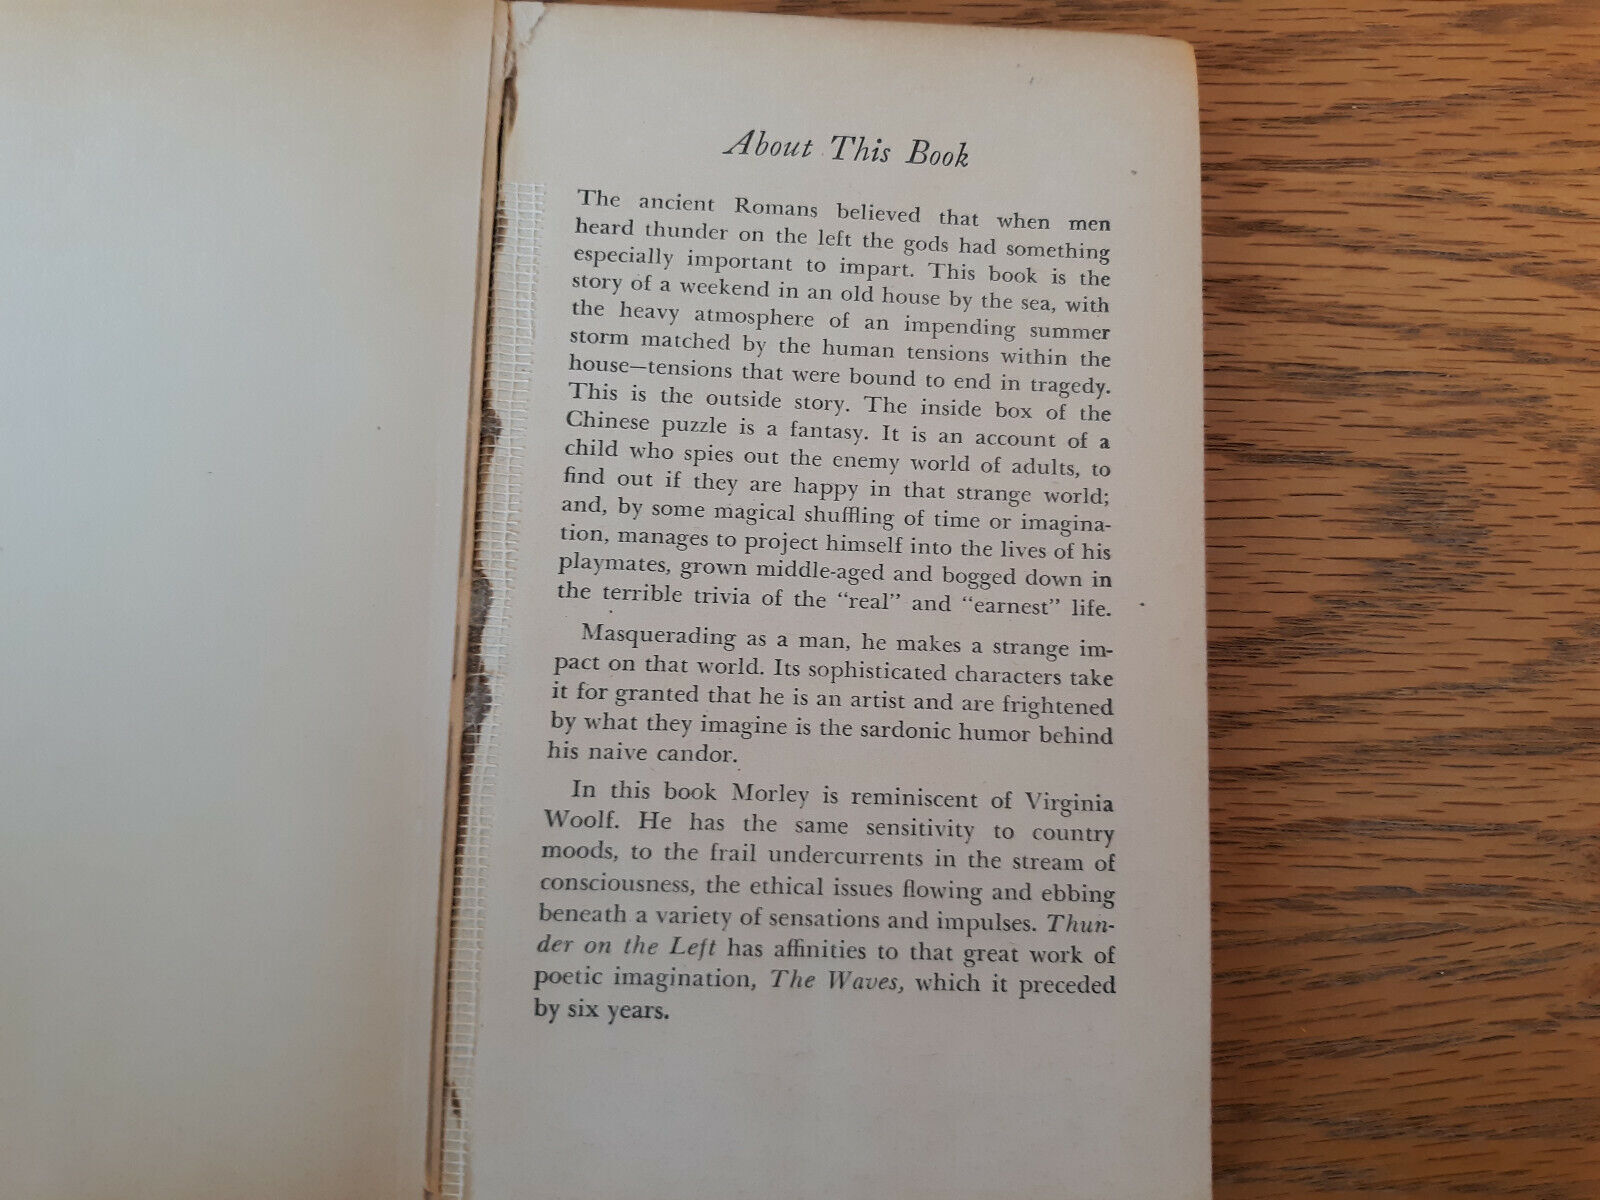 About This Book
The ancient Romans believed that when men
heard thunder on the left the gods had something
especially important to impart. This book is the
story of a weekend in an old house by the sea, with
the heavy atmosphere of an impending summer
storm matched by the human tensions within the
house—tensions that were bound to end in tragedy.
This is the outside story. The inside box of the
Chinese puzzle is a fantasy. It is an account of a
child who spies out the enemy world of adults, to
find out if they are happy in that strange world;
and, by some magical shuffling of time or imagina-
tion, manages to project himself into the lives of his
playmates, grown middle-aged and bogged down in
the terrible trivia of the “real” and “earnest” life.
Masquerading as a man, he makes a strange im-
pact on that world. Its sophisticated characters take
it for granted that he is an artist and are frightened
by what they imagine is the sardonic humor behind
his naive candor.
In this book Morley is reminiscent of Virginia
Woolf. He has the same sensitivity to country
moods, to the frail undercurrents in the stream of
consciousness, the ethical issues flowing and ebbing
beneath a variety of sensations and impulses. Thun-
der on the Left has affinities to that great work of
poetic imagination, The Waves, which it preceded
by six years.